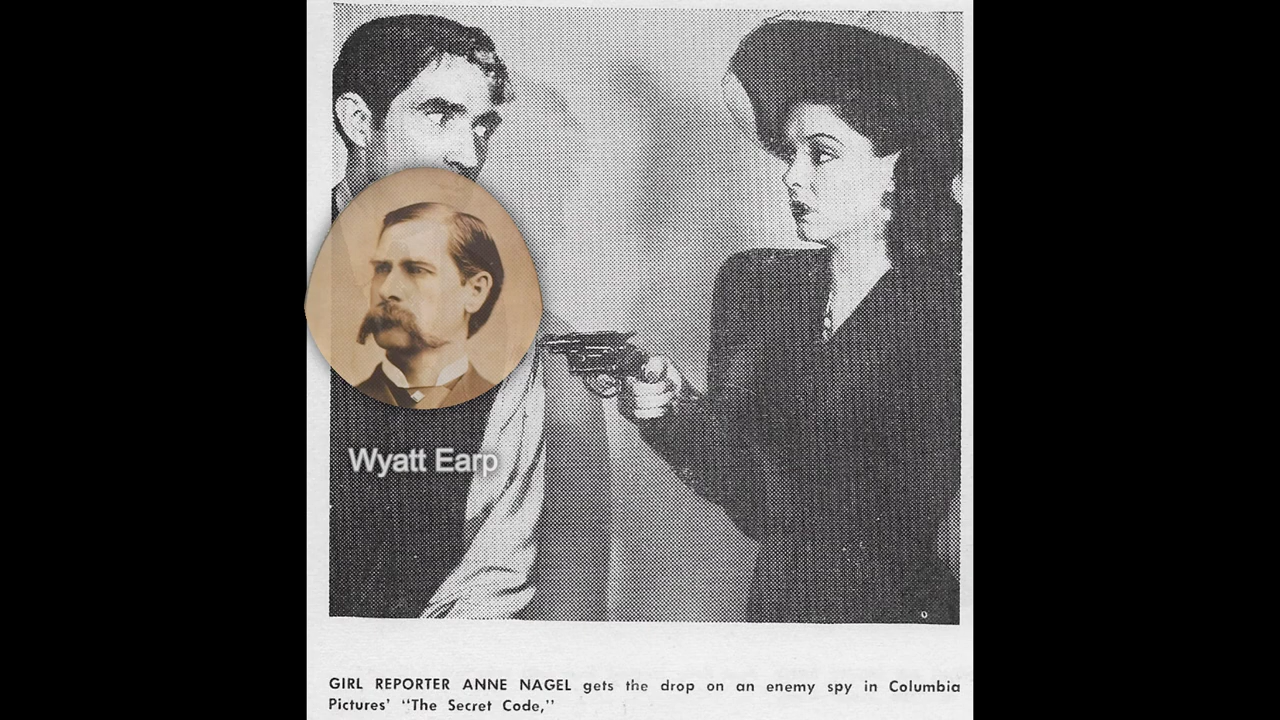 Wyatt Earp
GIRL REPORTER ANNE NAGEL gets the drop on an enemy spy in Columbia
Pictures' "The Secret Code,"